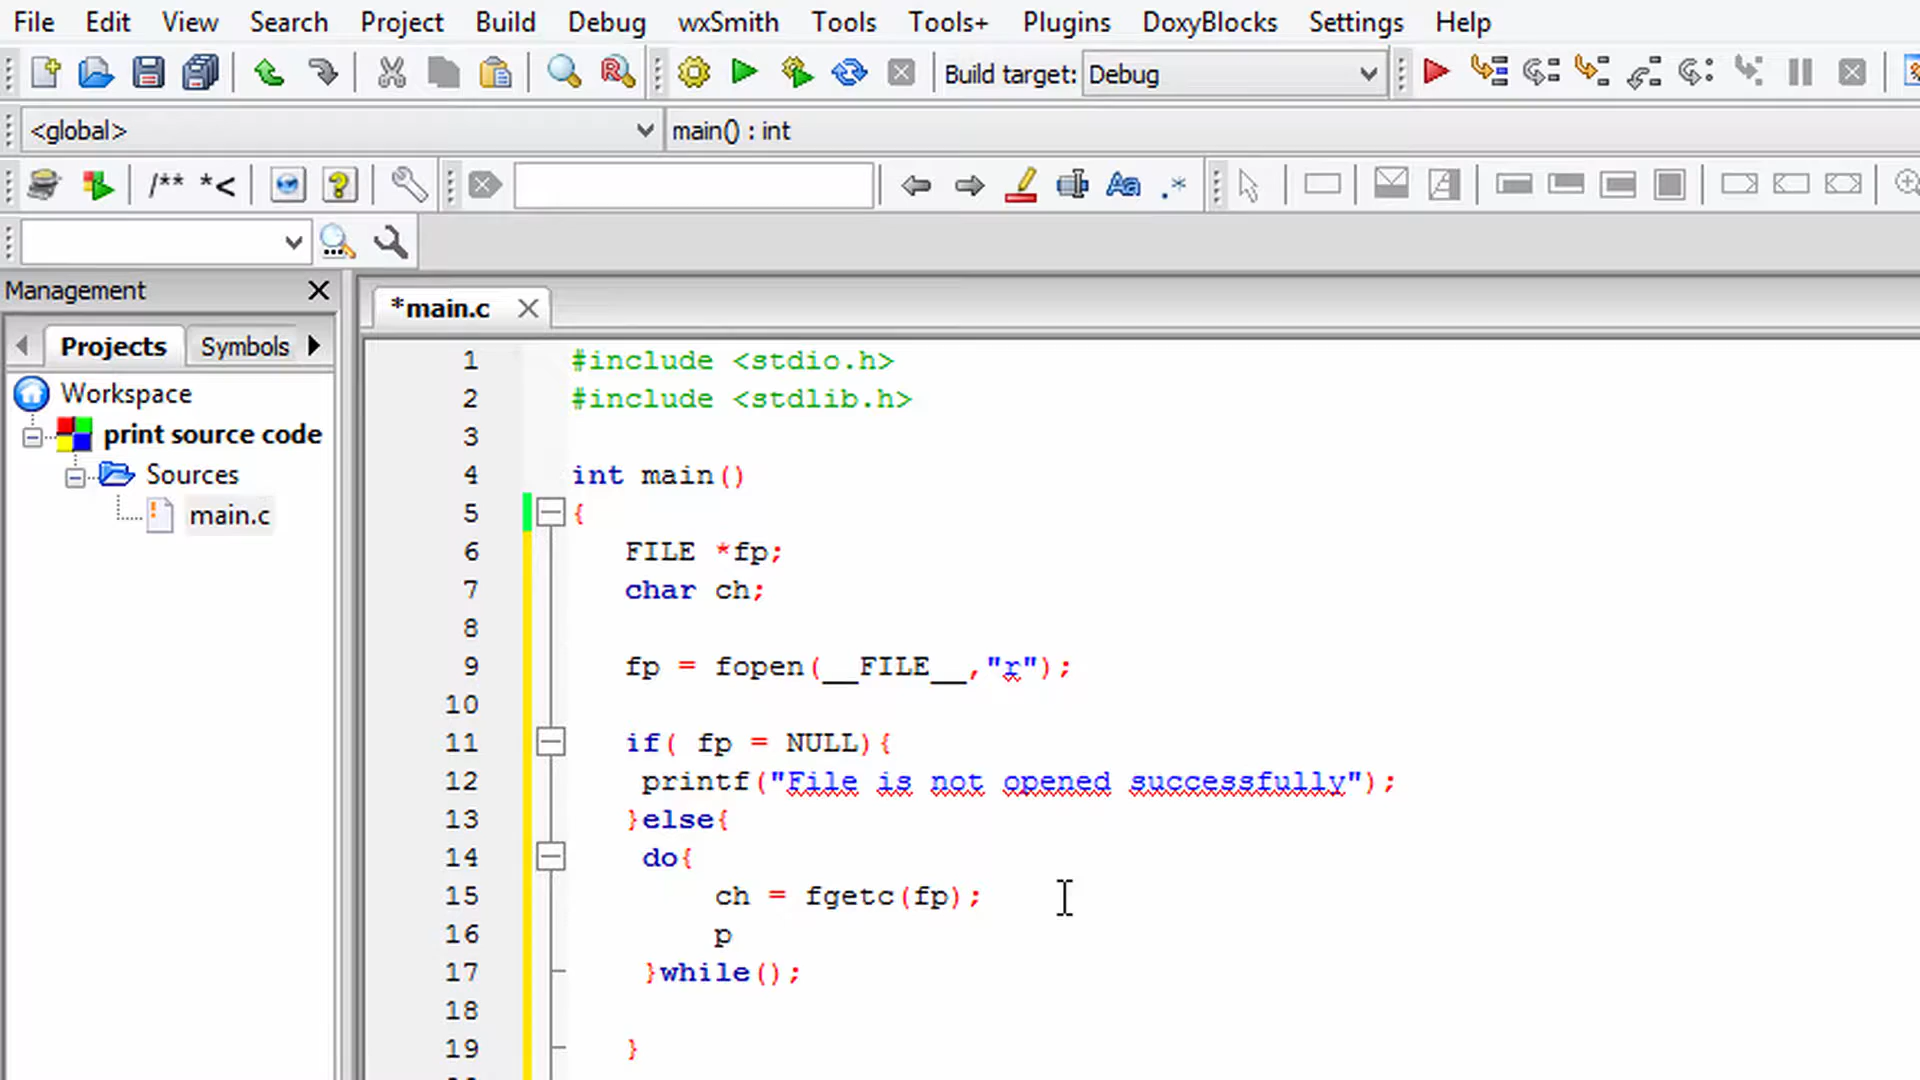 File Edit View Search Project Build Debug wxSmith Tools Tools+ Plugins DoxyBlocks Settings Help
Build target: Debug
<global> main() : int
/** *<
Aa .*
Management
Projects Symbols
Workspace
print source code
Sources
main.c
*main.c
1 #include <stdio.h>
2 #include <stdlib.h>
3
4 int main()
5 {
6 FILE *fp;
7 char ch;
8
9 fp = fopen(__FILE__,"r");
10
11 if( fp = NULL){
12 printf("File is not opened successfully");
13 }else{
14 do{
15 ch = fgetc(fp);
16 p
17 }while();
18
19 }